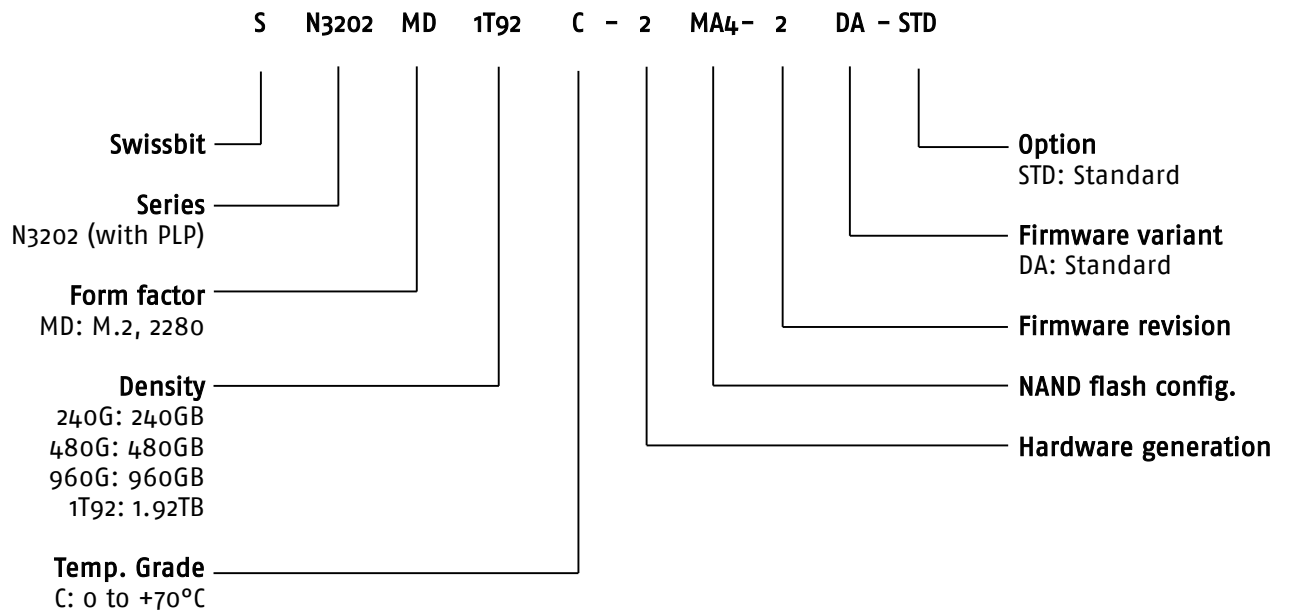 S N3202 MD 1T92 C - 2 MA4- 2 DA - STD
Swissbit
Series
N3202 (with PLP)
Form factor
MD: M.2, 2280
Density
240G: 240GB
480G: 480GB
960G: 960GB
1T92: 1.92TB
Temp. Grade
C: 0 to +70°C
Option
STD: Standard
Firmware variant
DA: Standard
Firmware revision
NAND flash config.
Hardware generation